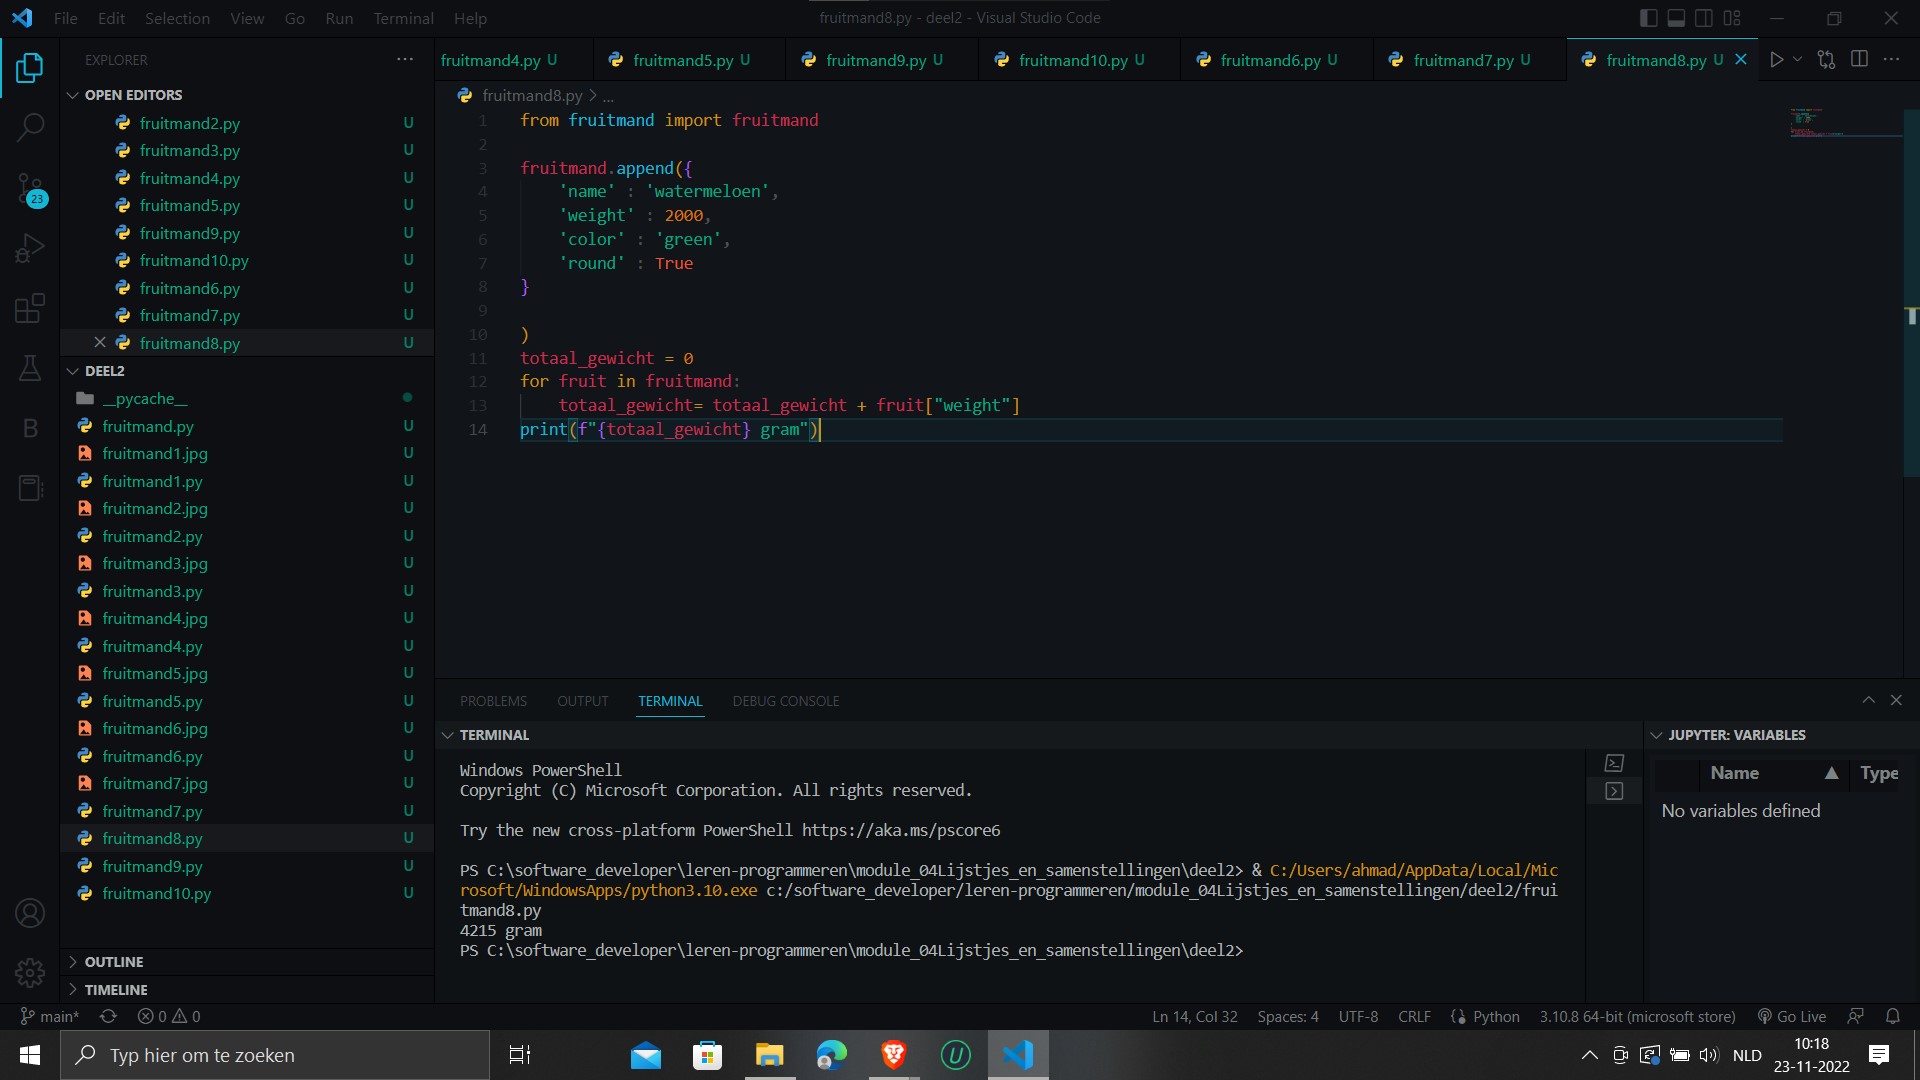 File Edit Selection View Go Run Terminal Help
fruitmand8.py - deel2 - Visual Studio Code
EXPLORER
OPEN EDITORS
fruitmand2.py U
fruitmand3.py U
fruitmand4.py U
fruitmand5.py U
fruitmand9.py U
fruitmand10.py U
fruitmand6.py U
fruitmand7.py U
fruitmand8.py U
DEEL2
__pycache__
fruitmand.py U
fruitmand1.jpg U
fruitmand1.py U
fruitmand2.jpg U
fruitmand2.py U
fruitmand3.jpg U
fruitmand3.py U
fruitmand4.jpg U
fruitmand4.py U
fruitmand5.jpg U
fruitmand5.py U
fruitmand6.jpg U
fruitmand6.py U
fruitmand7.jpg U
fruitmand7.py U
fruitmand8.py U
fruitmand9.py U
fruitmand10.py U
OUTLINE
TIMELINE
23
B
fruitmand4.py U fruitmand5.py U fruitmand9.py U fruitmand10.py U fruitmand6.py U fruitmand7.py U fruitmand8.py U
fruitmand8.py > ...
1 from fruitmand import fruitmand
2
3 fruitmand.append({
4 'name' : 'watermeloen',
5 'weight' : 2000,
6 'color' : 'green',
7 'round' : True
8 }
9
10 )
11 totaal_gewicht = 0
12 for fruit in fruitmand:
13 totaal_gewicht= totaal_gewicht + fruit["weight"]
14 print(f"{totaal_gewicht} gram")
PROBLEMS OUTPUT TERMINAL DEBUG CONSOLE
TERMINAL
Windows PowerShell
Copyright (C) Microsoft Corporation. All rights reserved.
Try the new cross-platform PowerShell https://aka.ms/pscore6
PS C:\software_developer\leren-programmeren\module_04Lijstjes_en_samenstellingen\deel2> & C:/Users/ahmad/AppData/Local/Mic
rosoft/WindowsApps/python3.10.exe c:/software_developer/leren-programmeren/module_04Lijstjes_en_samenstellingen/deel2/frui
tmand8.py
4215 gram
PS C:\software_developer\leren-programmeren\module_04Lijstjes_en_samenstellingen\deel2>
JUPYTER: VARIABLES
Name Type
No variables defined
main* 0 0
Ln 14, Col 32 Spaces: 4 UTF-8 CRLF Python 3.10.8 64-bit (microsoft store) Go Live
Typ hier om te zoeken
U
NLD
10:18
23-11-2022